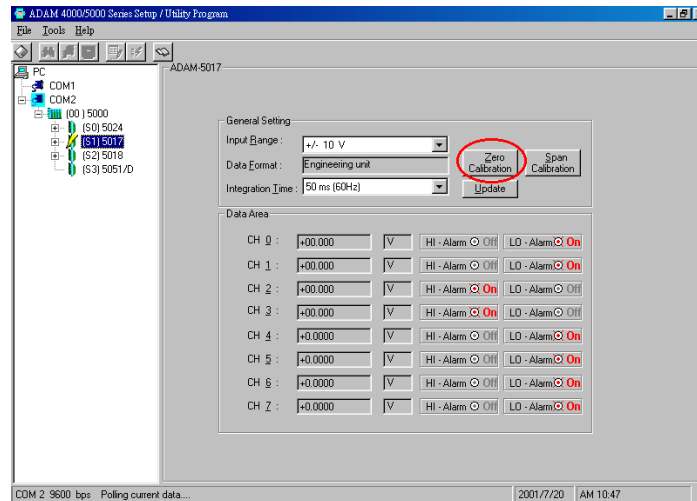 ADAM 4000/5000 Series Setup / Utility Program
File Tools Help
PC
COM1
COM2
(00 ) 5000
(S0) 5024
(S1) 5017
(S2) 5018
(S3) 5051/D
ADAM-5017
General Setting
Input Range : +/- 10 V
Data Format : Engineering unit
Integration Time : 50 ms (60Hz)
Zero Calibration
Span Calibration
Update
Data Area
CH 0 : +00.000 V HI - Alarm Off LO - Alarm On
CH 1 : +00.000 V HI - Alarm Off LO - Alarm On
CH 2 : +00.000 V HI - Alarm On LO - Alarm Off
CH 3 : +00.000 V HI - Alarm On LO - Alarm Off
CH 4 : +0.0000 V HI - Alarm Off LO - Alarm On
CH 5 : +0.0000 V HI - Alarm Off LO - Alarm On
CH 6 : +0.0000 V HI - Alarm Off LO - Alarm On
CH 7 : +0.0000 V HI - Alarm Off LO - Alarm On
COM 2 9600 bps Polling current data.... 2001/7/20 AM 10:47